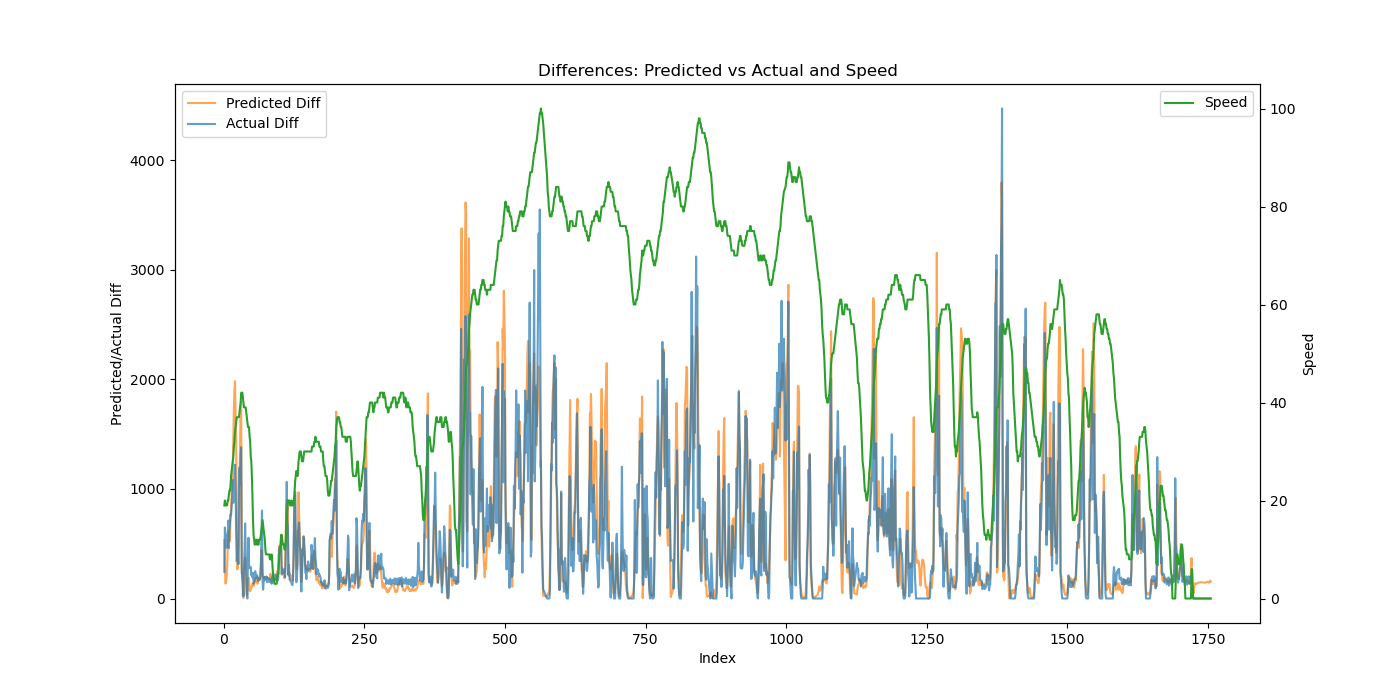 Differences: Predicted vs Actual and Speed
Predicted Diff
Actual Diff
Speed
Predicted/Actual Diff
4000
3000
2000
1000
0
100
80
60
40
20
0
Speed
0 250 500 750 1000 1250 1500 1750
Index